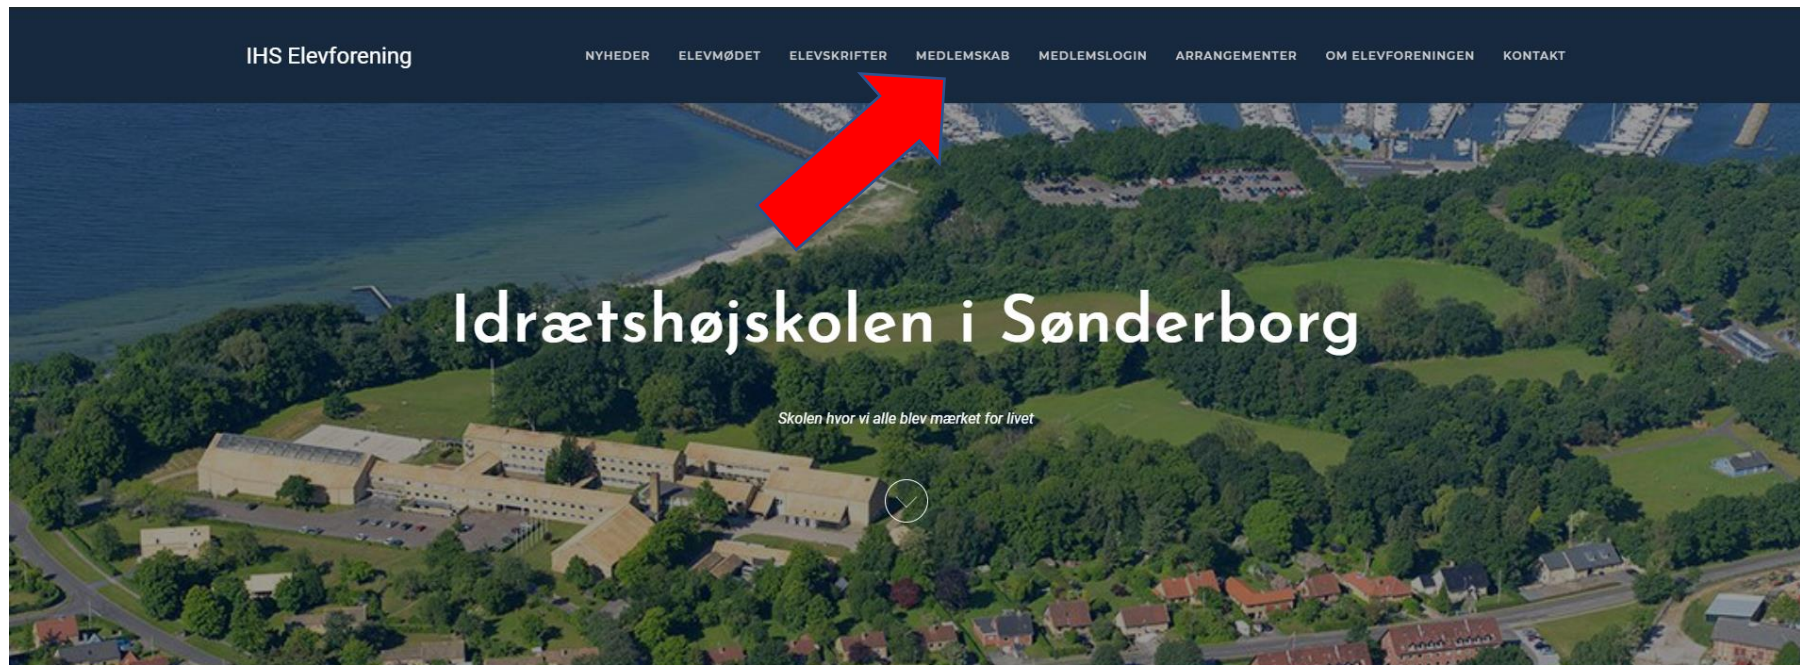 IHS Elevforening
NYHEDER ELEVMØDET ELEVSKRIFTER MEDLEMSKAB MEDLEMSLOGIN ARRANGEMENTER OM ELEVFORENINGEN KONTAKT
Idrætshøjskolen i Sønderborg
Skolen hvor vi alle blev mærket for livet